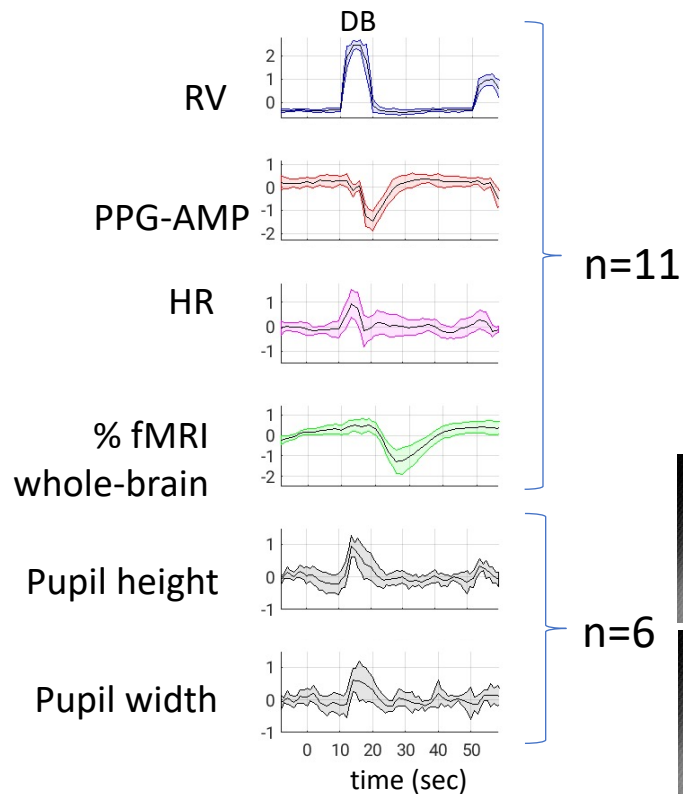 DB
RV
2
1
0
PPG-AMP
1
0
-1
-2
HR
1
0
-1
n=11
% fMRI
whole-brain
1
0
-1
-2
Pupil height
1
0
-1
n=6
Pupil width
1
0
-1
0 10 20 30 40 50
time (sec)